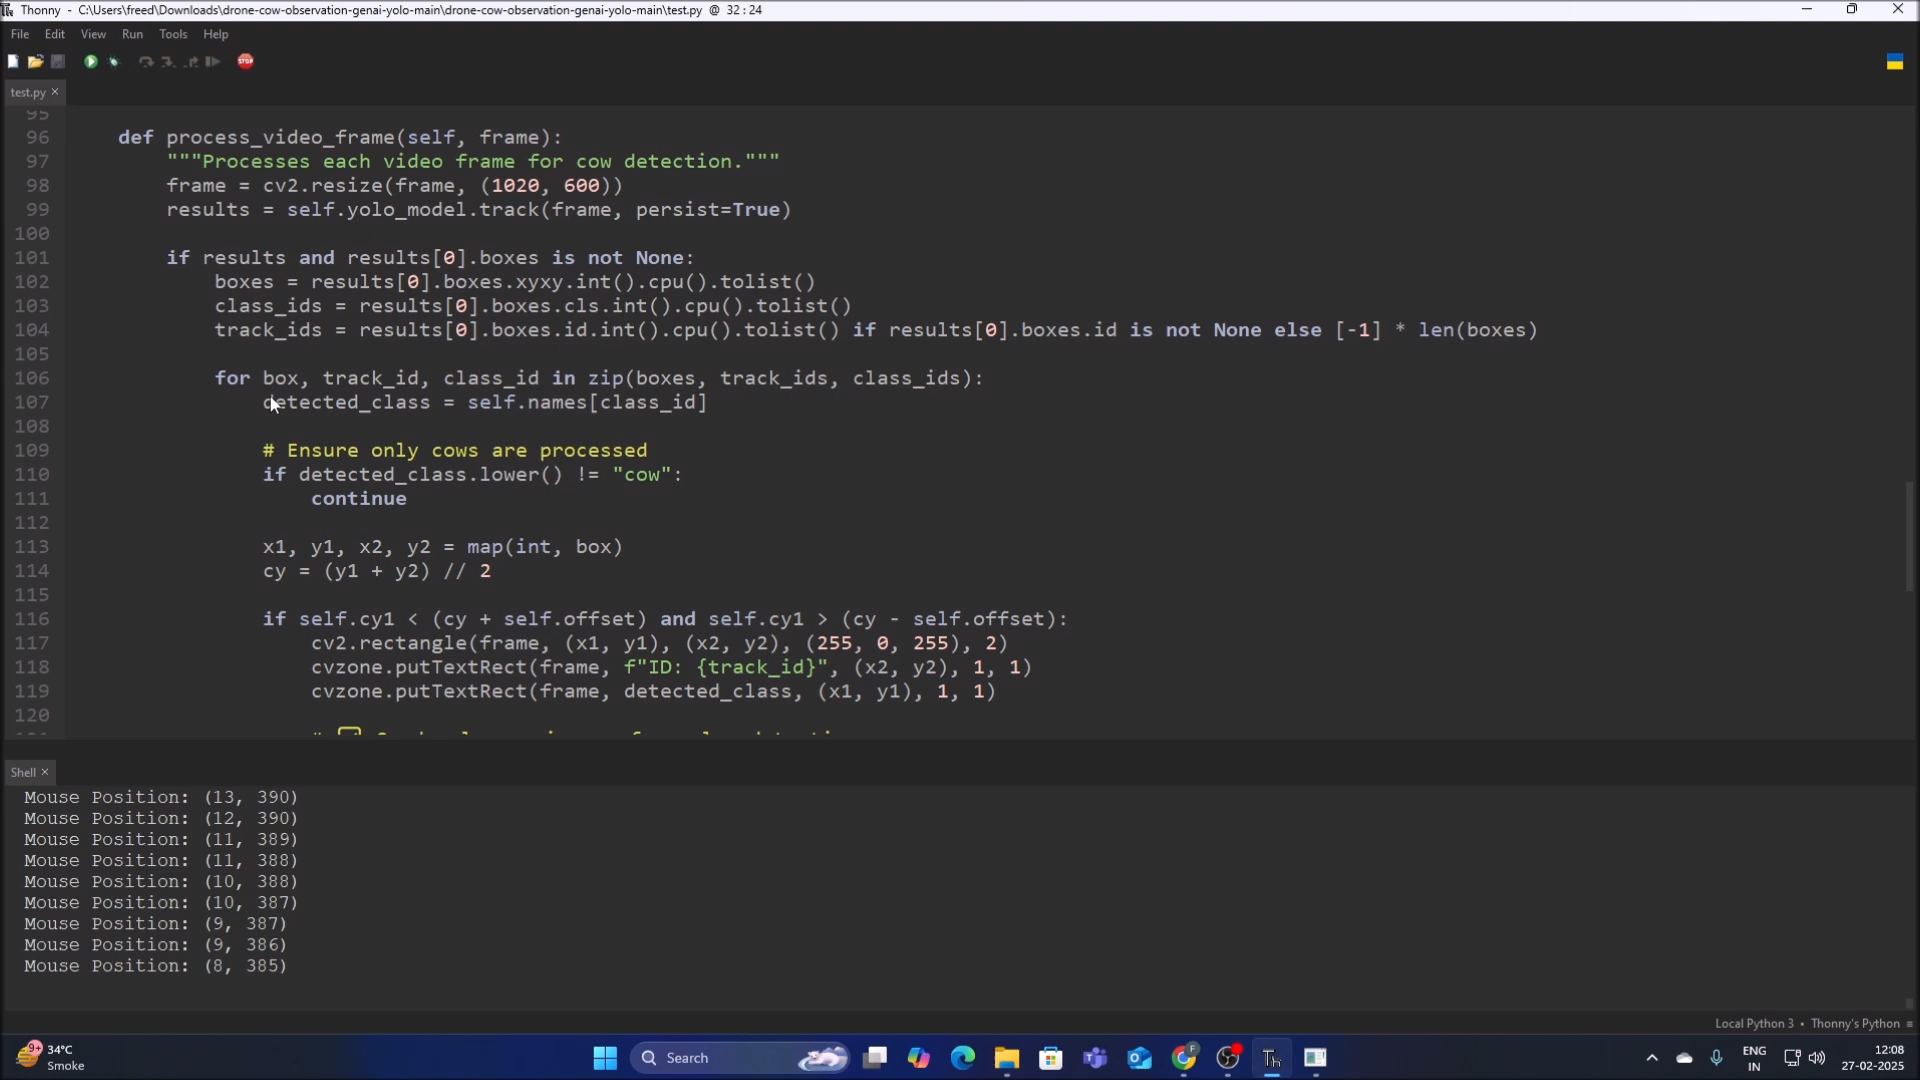 Thonny - C:\Users\freed\Downloads\drone-cow-observation-genai-yolo-main\drone-cow-observation-genai-yolo-main\test.py @ 32 : 24
File Edit View Run Tools Help
STOP
test.py ×
95
96 def process_video_frame(self, frame):
97 """Processes each video frame for cow detection."""
98 frame = cv2.resize(frame, (1020, 600))
99 results = self.yolo_model.track(frame, persist=True)
100
101 if results and results[0].boxes is not None:
102 boxes = results[0].boxes.xyxy.int().cpu().tolist()
103 class_ids = results[0].boxes.cls.int().cpu().tolist()
104 track_ids = results[0].boxes.id.int().cpu().tolist() if results[0].boxes.id is not None else [-1] * len(boxes)
105
106 for box, track_id, class_id in zip(boxes, track_ids, class_ids):
107 detected_class = self.names[class_id]
108
109 # Ensure only cows are processed
110 if detected_class.lower() != "cow":
111 continue
112
113 x1, y1, x2, y2 = map(int, box)
114 cy = (y1 + y2) // 2
115
116 if self.cy1 < (cy + self.offset) and self.cy1 > (cy - self.offset):
117 cv2.rectangle(frame, (x1, y1), (x2, y2), (255, 0, 255), 2)
118 cvzone.putTextRect(frame, f"ID: {track_id}", (x2, y2), 1, 1)
119 cvzone.putTextRect(frame, detected_class, (x1, y1), 1, 1)
120
Shell ×
Mouse Position: (13, 390)
Mouse Position: (12, 390)
Mouse Position: (11, 389)
Mouse Position: (11, 388)
Mouse Position: (10, 388)
Mouse Position: (10, 387)
Mouse Position: (9, 387)
Mouse Position: (9, 386)
Mouse Position: (8, 385)
Local Python 3 • Thonny's Python ≡
9+
34°C
Smoke
Search
ENG
IN
12:08
27-02-2025